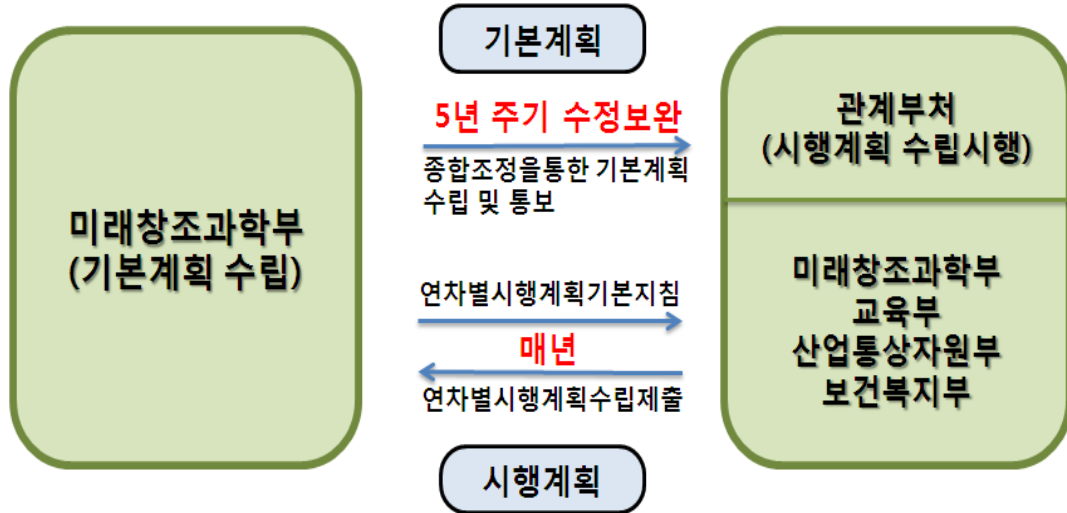 기본계획
미래창조과학부
(기본계획 수립)
5년 주기 수정보완
종합조정을통한 기본계획
수립 및 통보
연차별시행계획기본지침
매년
연차별시행계획수립제출
시행계획
관계부처
(시행계획 수립시행)
미래창조과학부
교육부
산업통상자원부
보건복지부